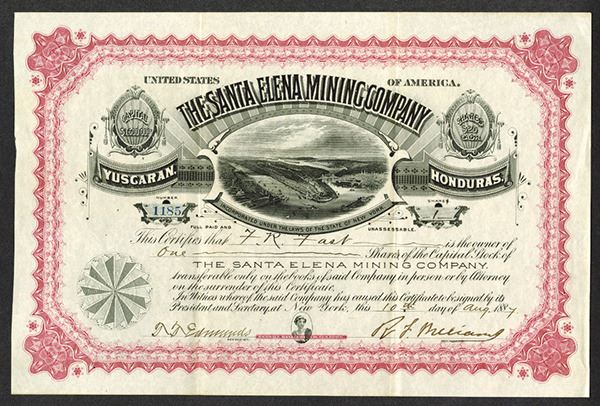 UNITED STATES OF AMERICA.
THE SANTA ELENA MINING COMPANY
CAPITAL
SHARES
$20
EACH
YUSCARAN, HONDURAS.
INCORPORATED UNDER THE LAWS OF THE STATE OF NEW YORK
NUMBER
1185
SHARES
1
FULL PAID AND UNASSESSABLE.
This Certifies that F. R. Fast is the owner of
One Shares of the Capital Stock of
THE SANTA ELENA MINING COMPANY,
transferable only on the books of said Company in person or by Attorney
on the surrender of this Certificate.
In Witness whereof the said Company has caused this Certificate to be signed by its
President and Secretary, at New York, this 10th day of Aug. 1887